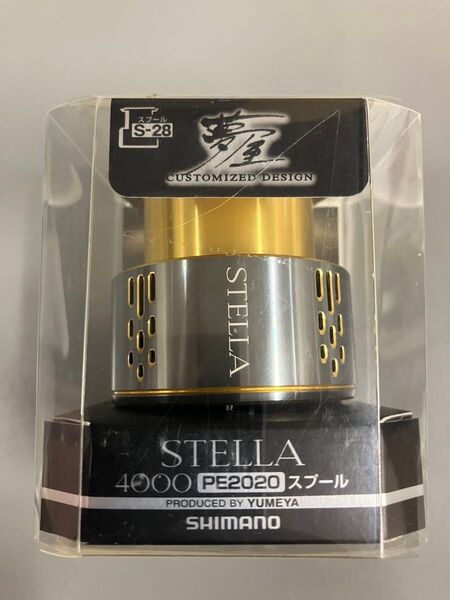 スプール
S-28
夢屋
CUSTOMIZED DESIGN
STELLA
STELLA
4000 PE2020 スプール
PRODUCED BY YUMEYA
SHIMANO